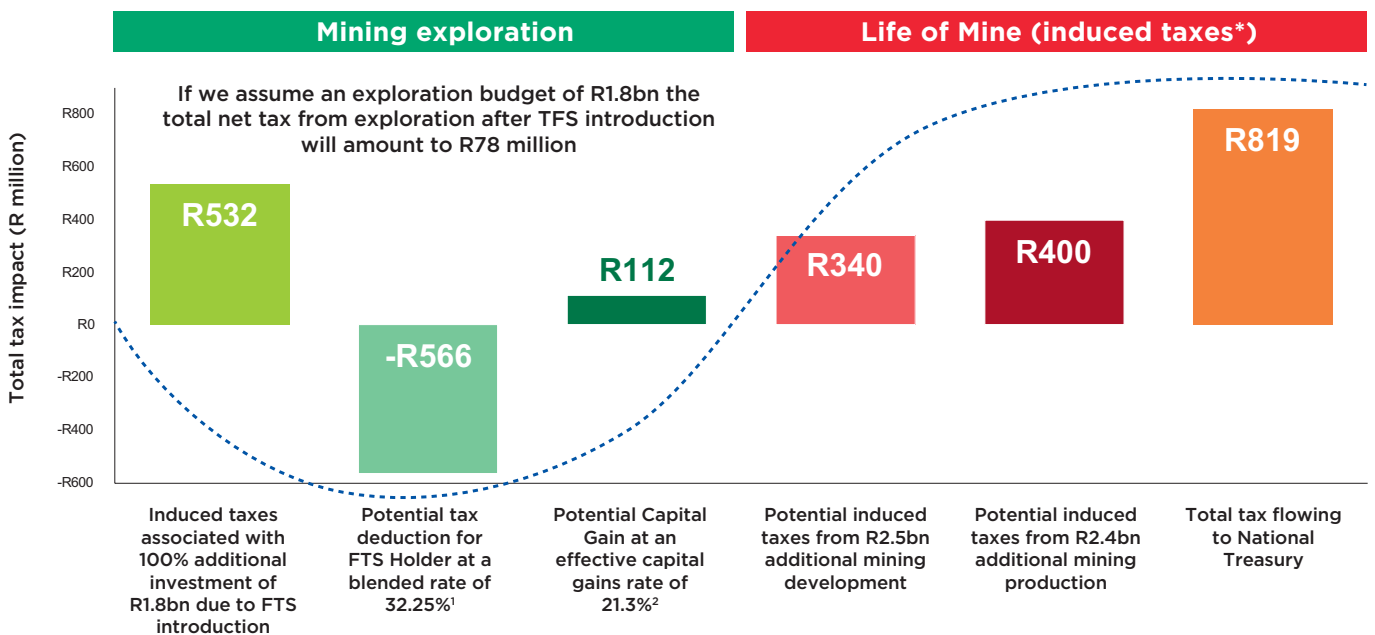 Mining exploration
Life of Mine (induced taxes*)
If we assume an exploration budget of R1.8bn the
total net tax from exploration after TFS introduction
will amount to R78 million
Total tax impact (R million)
R800
R600
R400
R200
R0
-R200
-R400
-R600
R532
-R566
R112
R340
R400
R819
Induced taxes
associated with
100% additional
investment of
R1.8bn due to FTS
introduction
Potential tax
deduction for
FTS Holder at a
blended rate of
32.25%¹
Potential Capital
Gain at an
effective capital
gains rate of
21.3%²
Potential induced
taxes from R2.5bn
additional mining
development
Potential induced
taxes from R2.4bn
additional mining
production
Total tax flowing
to National
Treasury